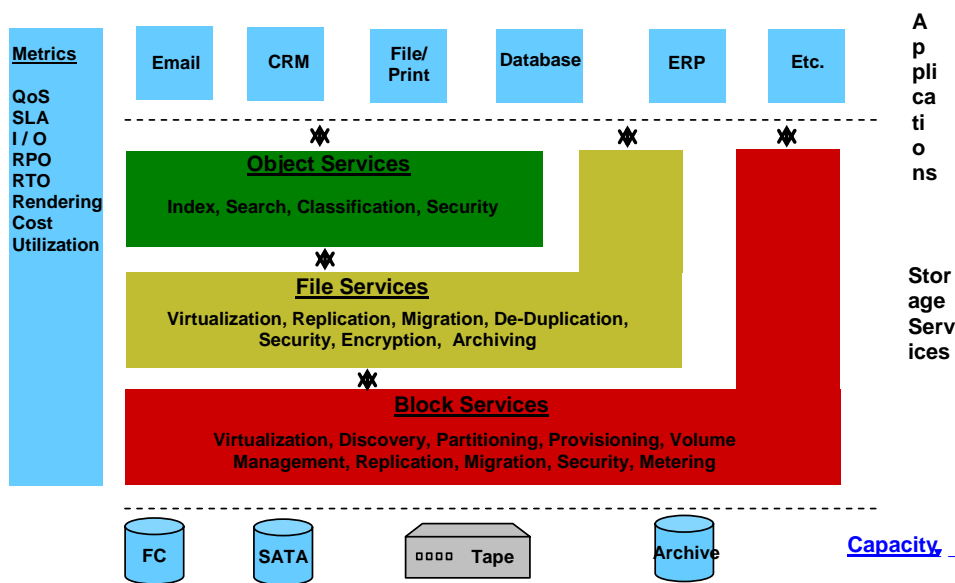 Metrics
QoS
SLA
I / O
RPO
RTO
Rendering
Cost
Utilization
Email
CRM
File/
Print
Database
ERP
Etc.
A
p
pli
ca
ti
o
ns
Object Services
Index, Search, Classification, Security
File Services
Virtualization, Replication, Migration, De-Duplication,
Security, Encryption, Archiving
Stor
age
Serv
ices
Block Services
Virtualization, Discovery, Partitioning, Provisioning, Volume
Management, Replication, Migration, Security, Metering
FC
SATA
Tape
Archive
Capacity,